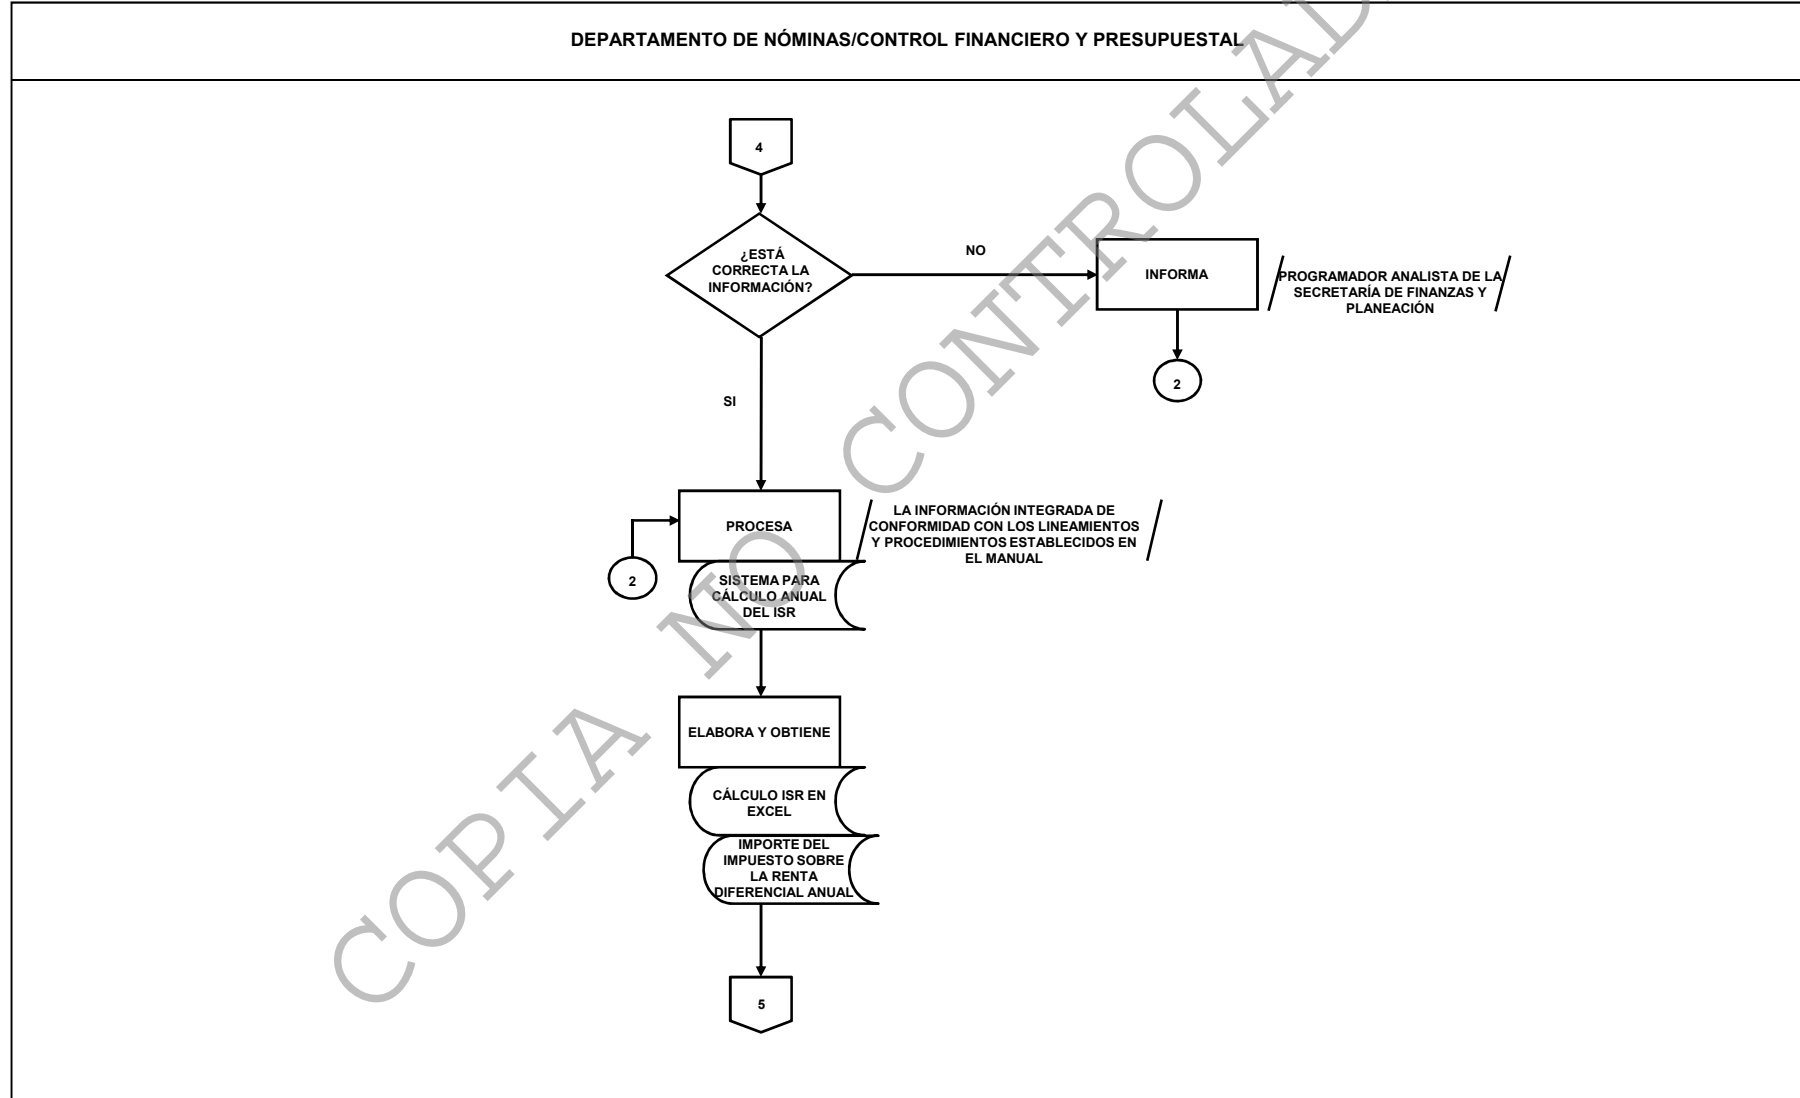 DEPARTAMENTO DE NÓMINAS/CONTROL FINANCIERO Y PRESUPUESTAL
4
¿ESTÁ
CORRECTA LA
INFORMACIÓN?
NO
INFORMA
PROGRAMADOR ANALISTA DE LA
SECRETARÍA DE FINANZAS Y
PLANEACIÓN
2
SI
PROCESA
LA INFORMACIÓN INTEGRADA DE
CONFORMIDAD CON LOS LINEAMIENTOS
Y PROCEDIMIENTOS ESTABLECIDOS EN
EL MANUAL
2
SISTEMA PARA
CÁLCULO ANUAL
DEL ISR
ELABORA Y OBTIENE
CÁLCULO ISR EN
EXCEL
IMPORTE DEL
IMPUESTO SOBRE
LA RENTA
DIFERENCIAL ANUAL
5
COPIA NO CONTROLAD